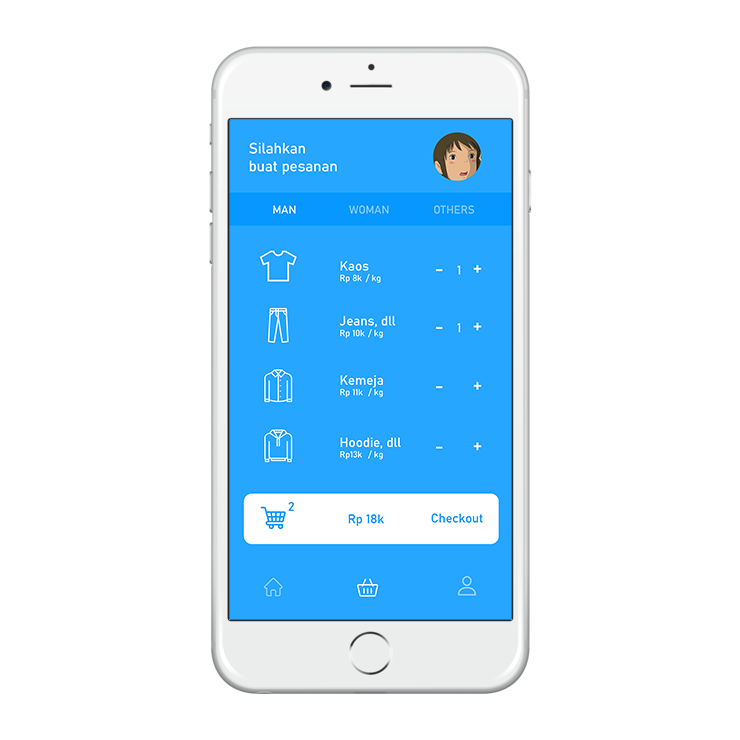 Silahkan
buat pesanan
MAN WOMAN OTHERS
Kaos
Rp 8k / kg
- 1 +
Jeans, dll
Rp 10k / kg
- 1 +
Kemeja
Rp 11k / kg
- +
Hoodie, dll
Rp13k / kg
- +
2
Rp 18k
Checkout